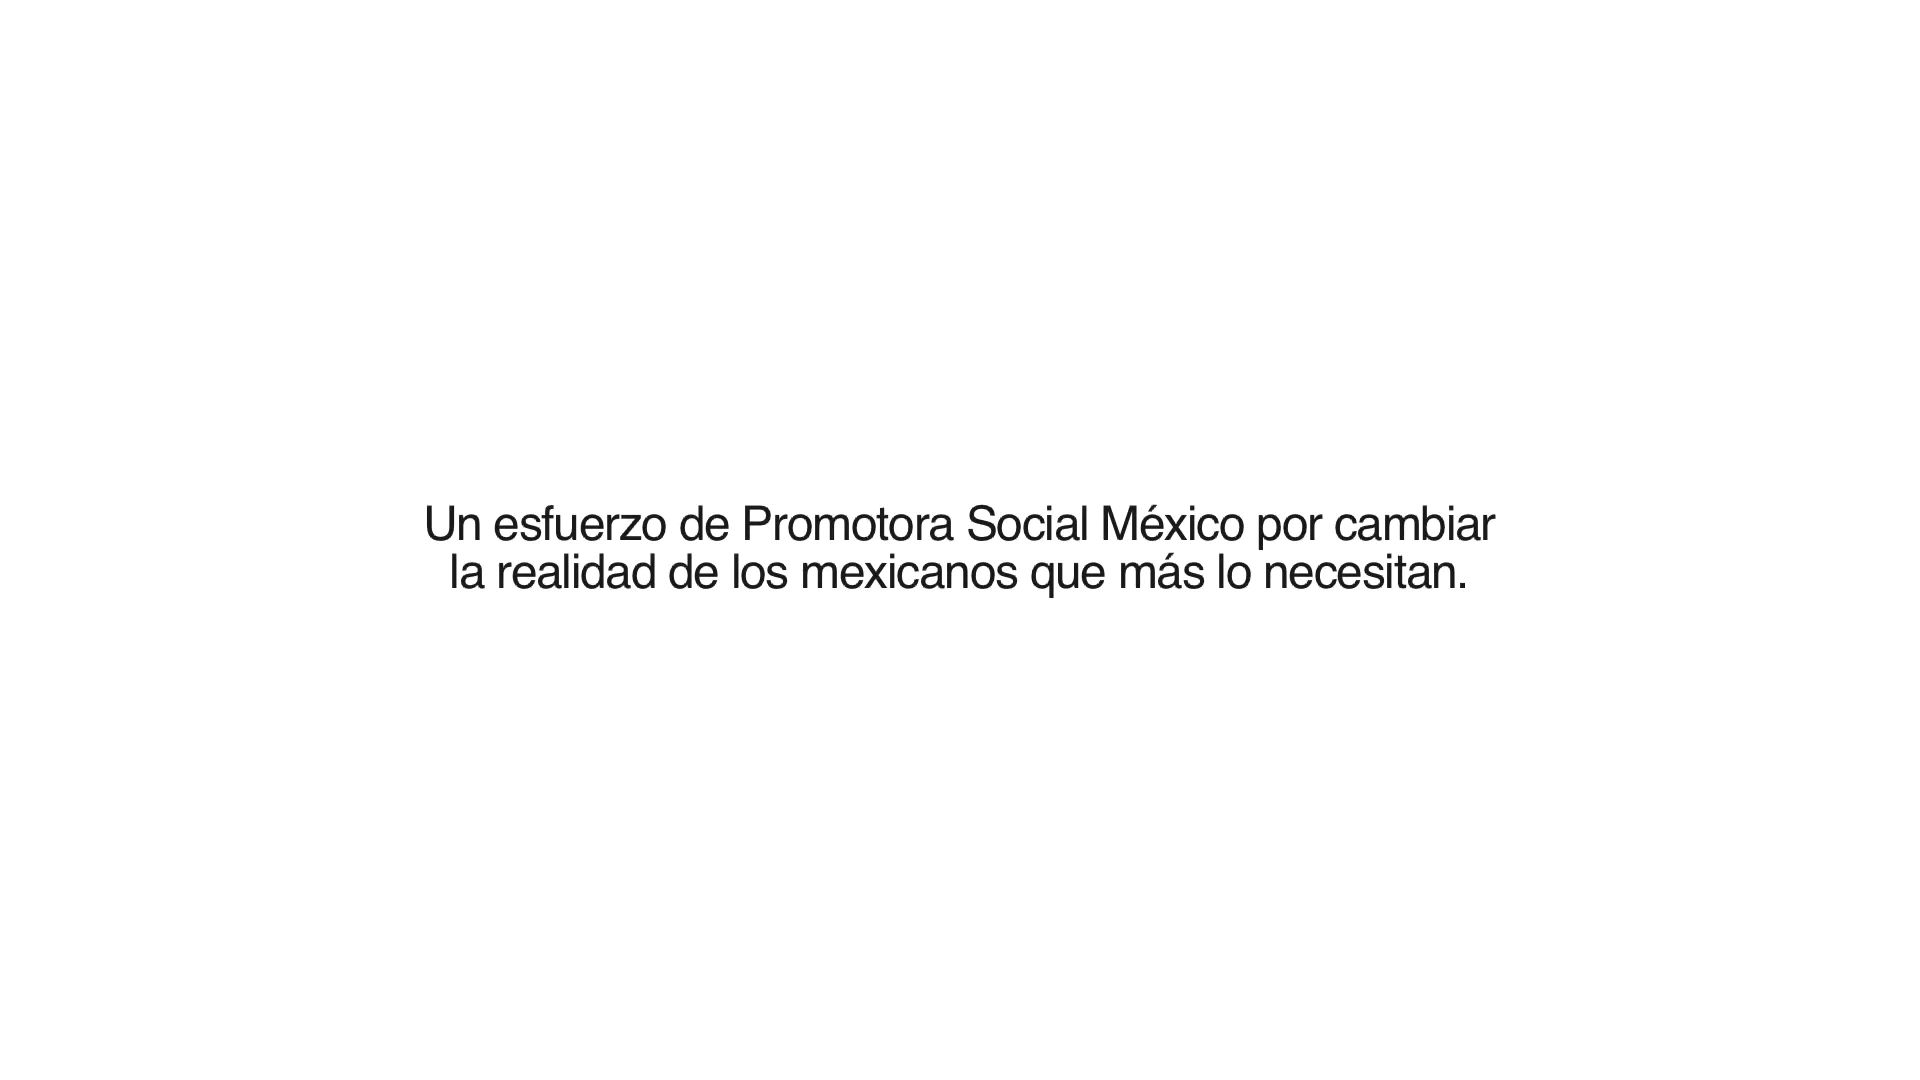 Un esfuerzo de Promotora Social México por cambiar
la realidad de los mexicanos que más lo necesitan.